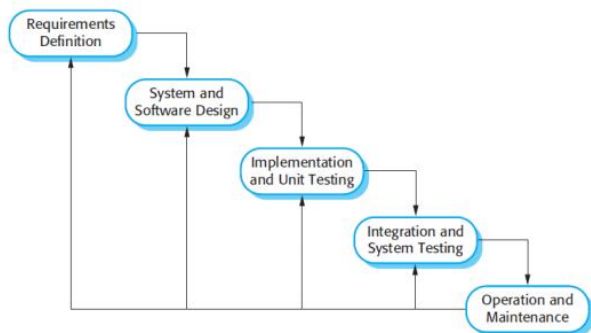 Requirements
Definition
System and
Software Design
Implementation
and Unit Testing
Integration and
System Testing
Operation and
Maintenance